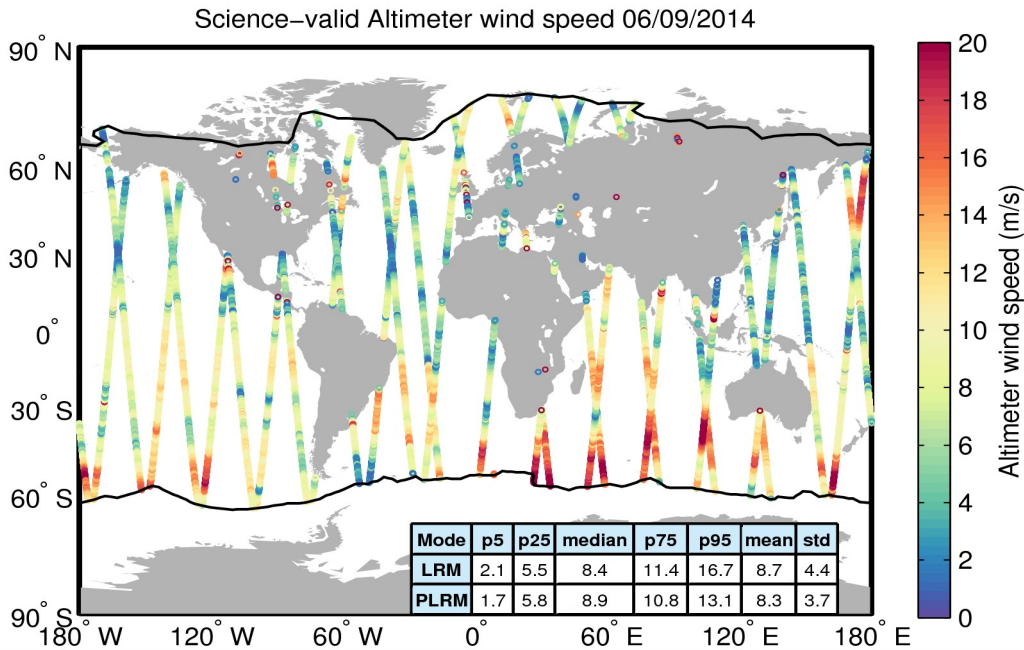 Science−valid Altimeter wind speed 06/09/2014
90° N
60° N
30° N
0°
30° S
60° S
90° S
180° W
120° W
60° W
0°
60° E
120° E
180° E
Mode p5 p25 median p75 p95 mean std
LRM 2.1 5.5 8.4 11.4 16.7 8.7 4.4
PLRM 1.7 5.8 8.9 10.8 13.1 8.3 3.7
20
18
16
14
12
10
8
6
4
2
0
Altimeter wind speed (m/s)